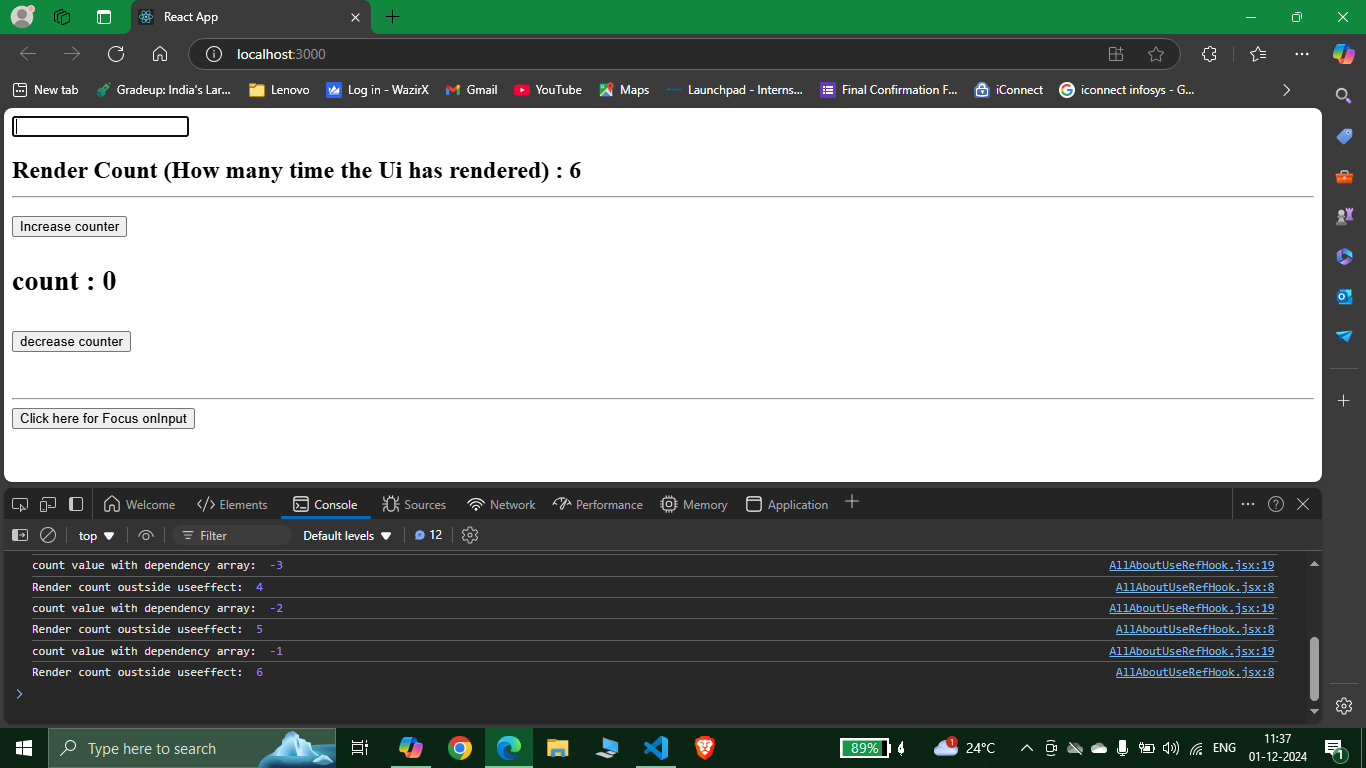 React App
localhost:3000
New tab Gradeup: India's Lar... Lenovo Log in - WazirX Gmail YouTube Maps Launchpad - Interns... Final Confirmation F... iConnect iconnect infosys - G...
Render Count (How many time the Ui has rendered) : 6
Increase counter
count : 0
decrease counter
Click here for Focus onInput
Welcome Elements Console Sources Network Performance Memory Application
top Filter Default levels 12
count value with dependency array: -3 AllAboutUseRefHook.jsx:19
Render count oustside useeffect: 4 AllAboutUseRefHook.jsx:8
count value with dependency array: -2 AllAboutUseRefHook.jsx:19
Render count oustside useeffect: 5 AllAboutUseRefHook.jsx:8
count value with dependency array: -1 AllAboutUseRefHook.jsx:19
Render count oustside useeffect: 6 AllAboutUseRefHook.jsx:8
Type here to search 89% 1 24°C ENG 11:37 1
01-12-2024